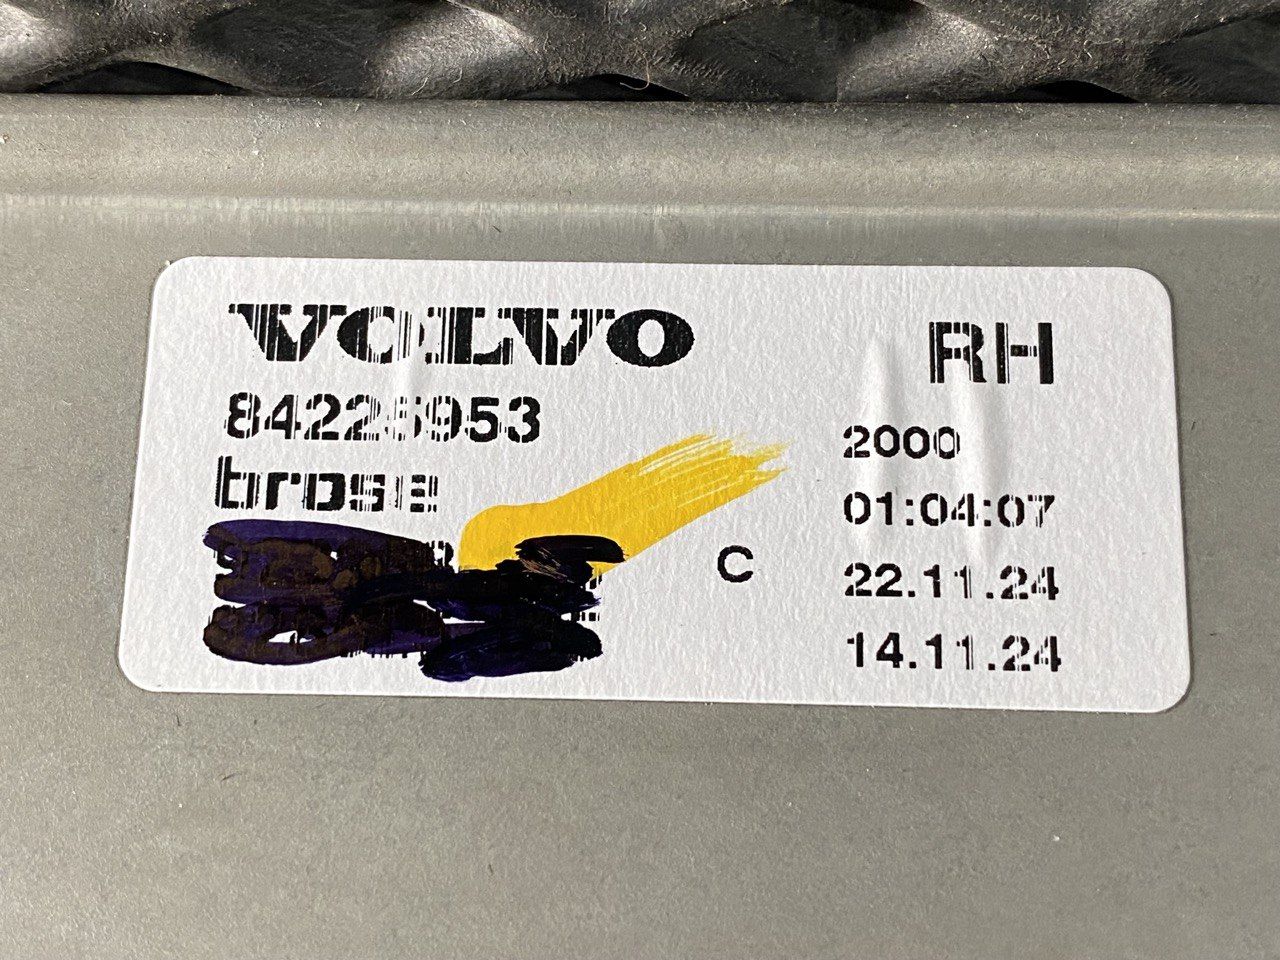 VOLVO RH
84225953
brose
2000
01:04:07
C
22.11.24
14.11.24